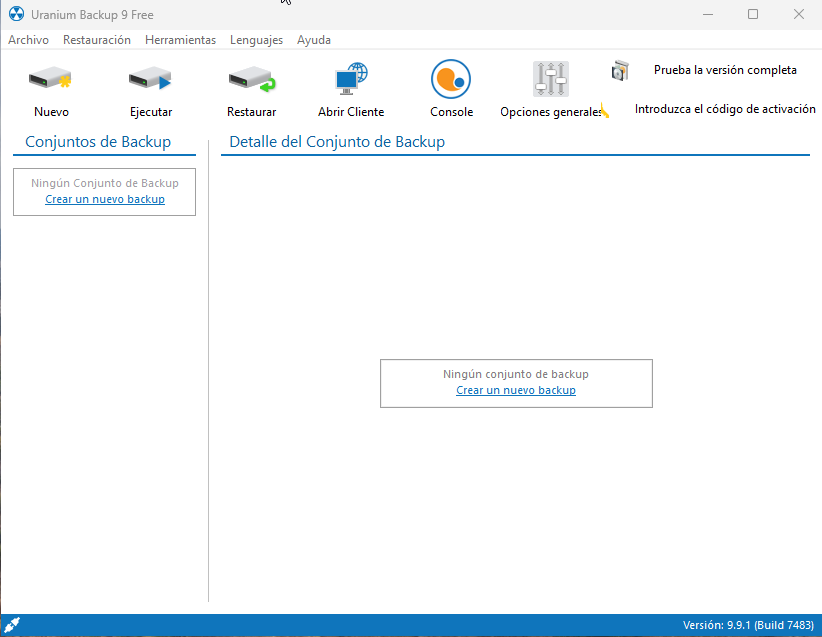 Uranium Backup 9 Free
Archivo Restauración Herramientas Lenguajes Ayuda
Nuevo
Ejecutar
Restaurar
Abrir Cliente
Console
Opciones generales
Prueba la versión completa
Introduzca el código de activación
Conjuntos de Backup
Detalle del Conjunto de Backup
Ningún Conjunto de Backup
Crear un nuevo backup
Ningún conjunto de backup
Crear un nuevo backup
Versión: 9.9.1 (Build 7483)